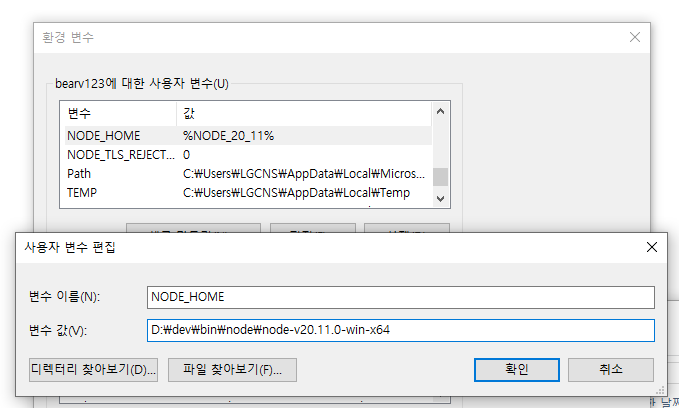 환경 변수
bearv123에 대한 사용자 변수(U)
변수 값
NODE_HOME %NODE_20_11%
NODE_TLS_REJECT... 0
Path C:₩Users₩LGCNS₩AppData₩Local₩Micros...
TEMP C:₩Users₩LGCNS₩AppData₩Local₩Temp
사용자 변수 편집
변수 이름(N): NODE_HOME
변수 값(V): D:₩dev₩bin₩node₩node-v20.11.0-win-x64
디렉터리 찾아보기(D)... 파일 찾아보기(F)... 확인 취소
날짜